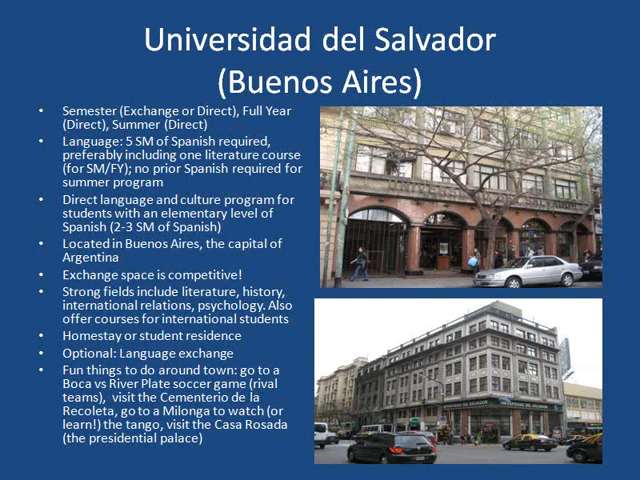 Universidad del Salvador
(Buenos Aires)
• Semester (Exchange or Direct), Full Year
(Direct), Summer (Direct)
• Language: 5 SM of Spanish required,
preferably including one literature course
(for SM/FY); no prior Spanish required for
summer program
• Direct language and culture program for
students with an elementary level of
Spanish (2-3 SM of Spanish)
• Located in Buenos Aires, the capital of
Argentina
• Exchange space is competitive!
• Strong fields include literature, history,
international relations, psychology. Also
offer courses for international students
• Homestay or student residence
• Optional: Language exchange
• Fun things to do around town: go to a
Boca vs River Plate soccer game (rival
teams), visit the Cementerio de la
Recoleta, go to a Milonga to watch (or
learn!) the tango, visit the Casa Rosada
(the presidential palace)
UNIVERSIDAD DEL SALVADOR